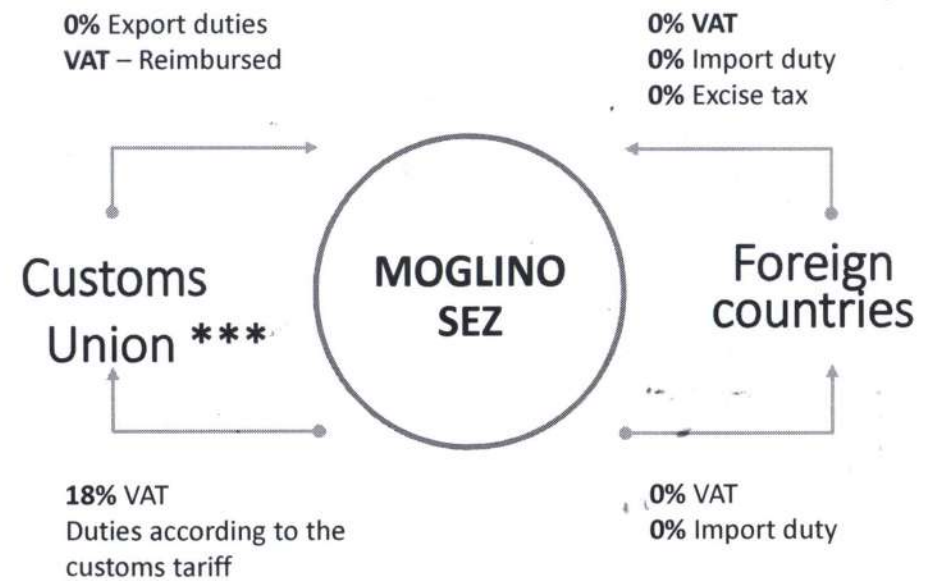 0% Export duties
VAT – Reimbursed
0% VAT
0% Import duty
0% Excise tax
Customs
Union ***
MOGLINO
SEZ
Foreign
countries
18% VAT
Duties according to the
customs tariff
0% VAT
0% Import duty